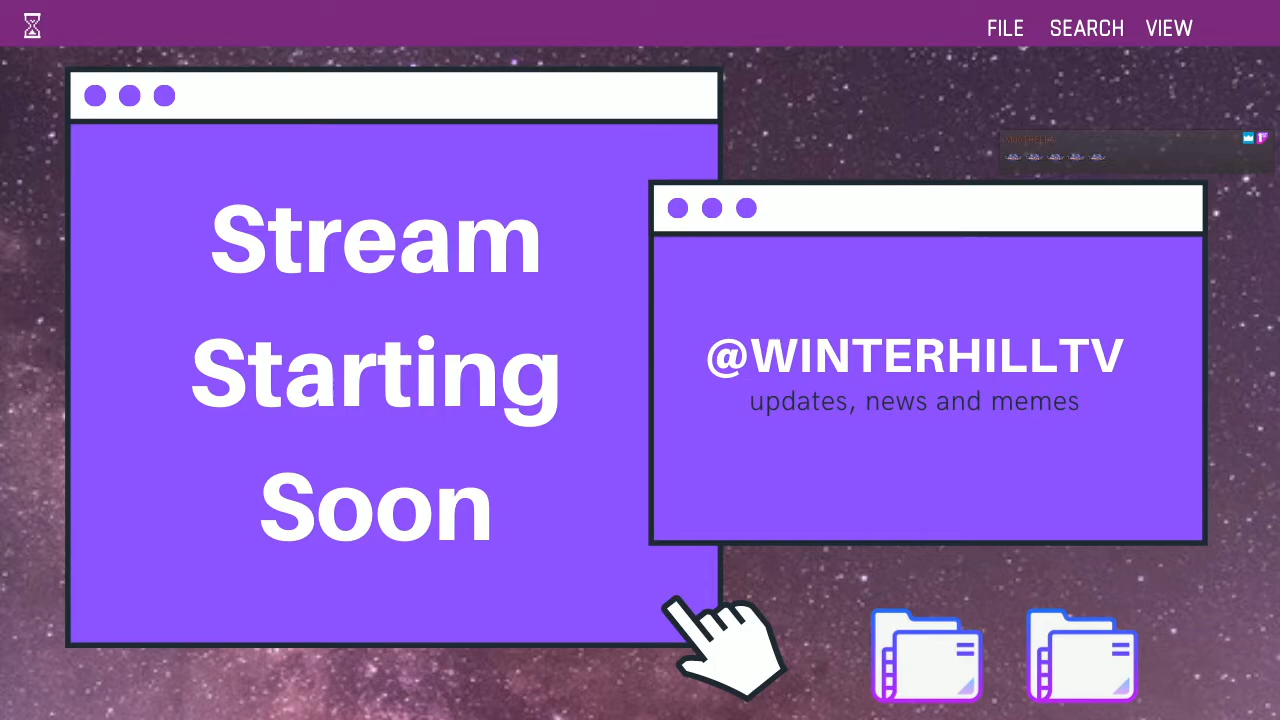 FILE SEARCH VIEW
Stream
Starting
Soon
@WINTERHILLTV
updates, news and memes